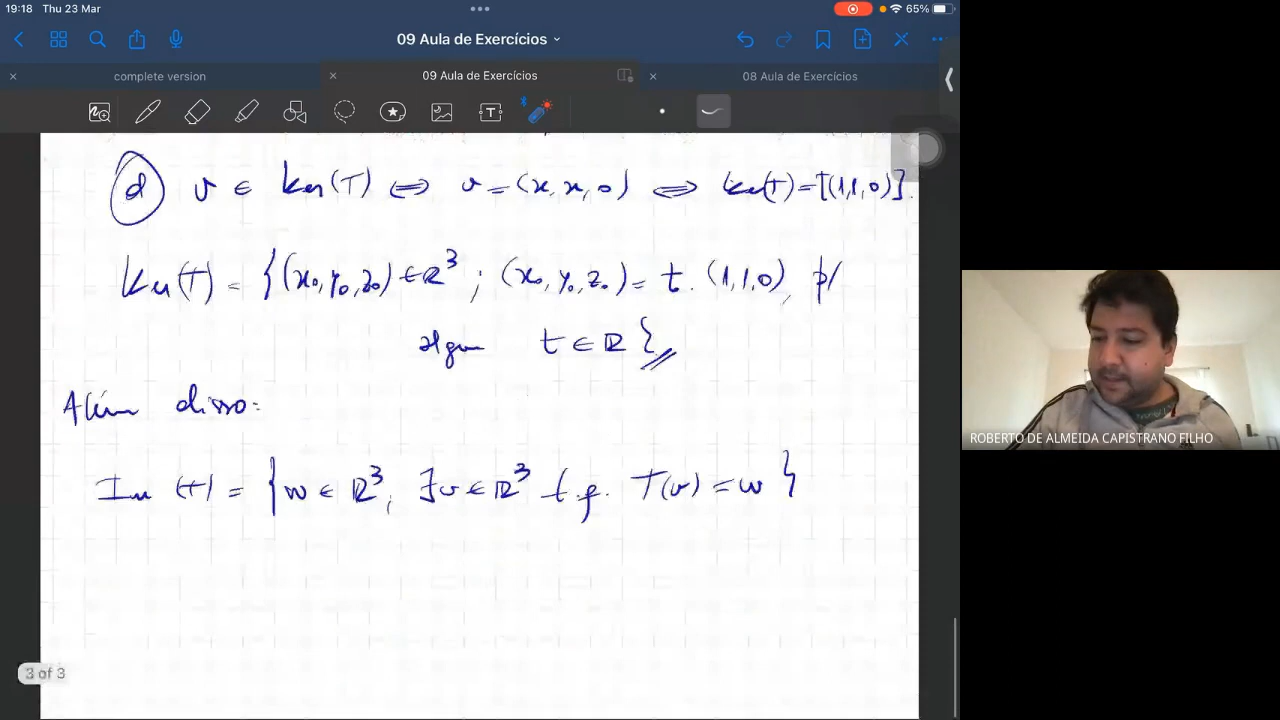 19:18 Thu 23 Mar
65%
09 Aula de Exercícios
complete version
09 Aula de Exercícios
08 Aula de Exercícios
d v ∈ Ker(T) ⟺ v = (x, x, 0) ⟺ Ker(T) = [(1,1,0)].
Ker(T) = {(x₀, y₀, z₀) ∈ ℝ³ ; (x₀, y₀, z₀) = t . (1,1,0), p/
algum t ∈ ℝ }
Além disso:
Im (T) = { w ∈ ℝ³, ∃ v ∈ ℝ³ t.q. T(v) = w }
3 of 3
ROBERTO DE ALMEIDA CAPISTRANO FILHO